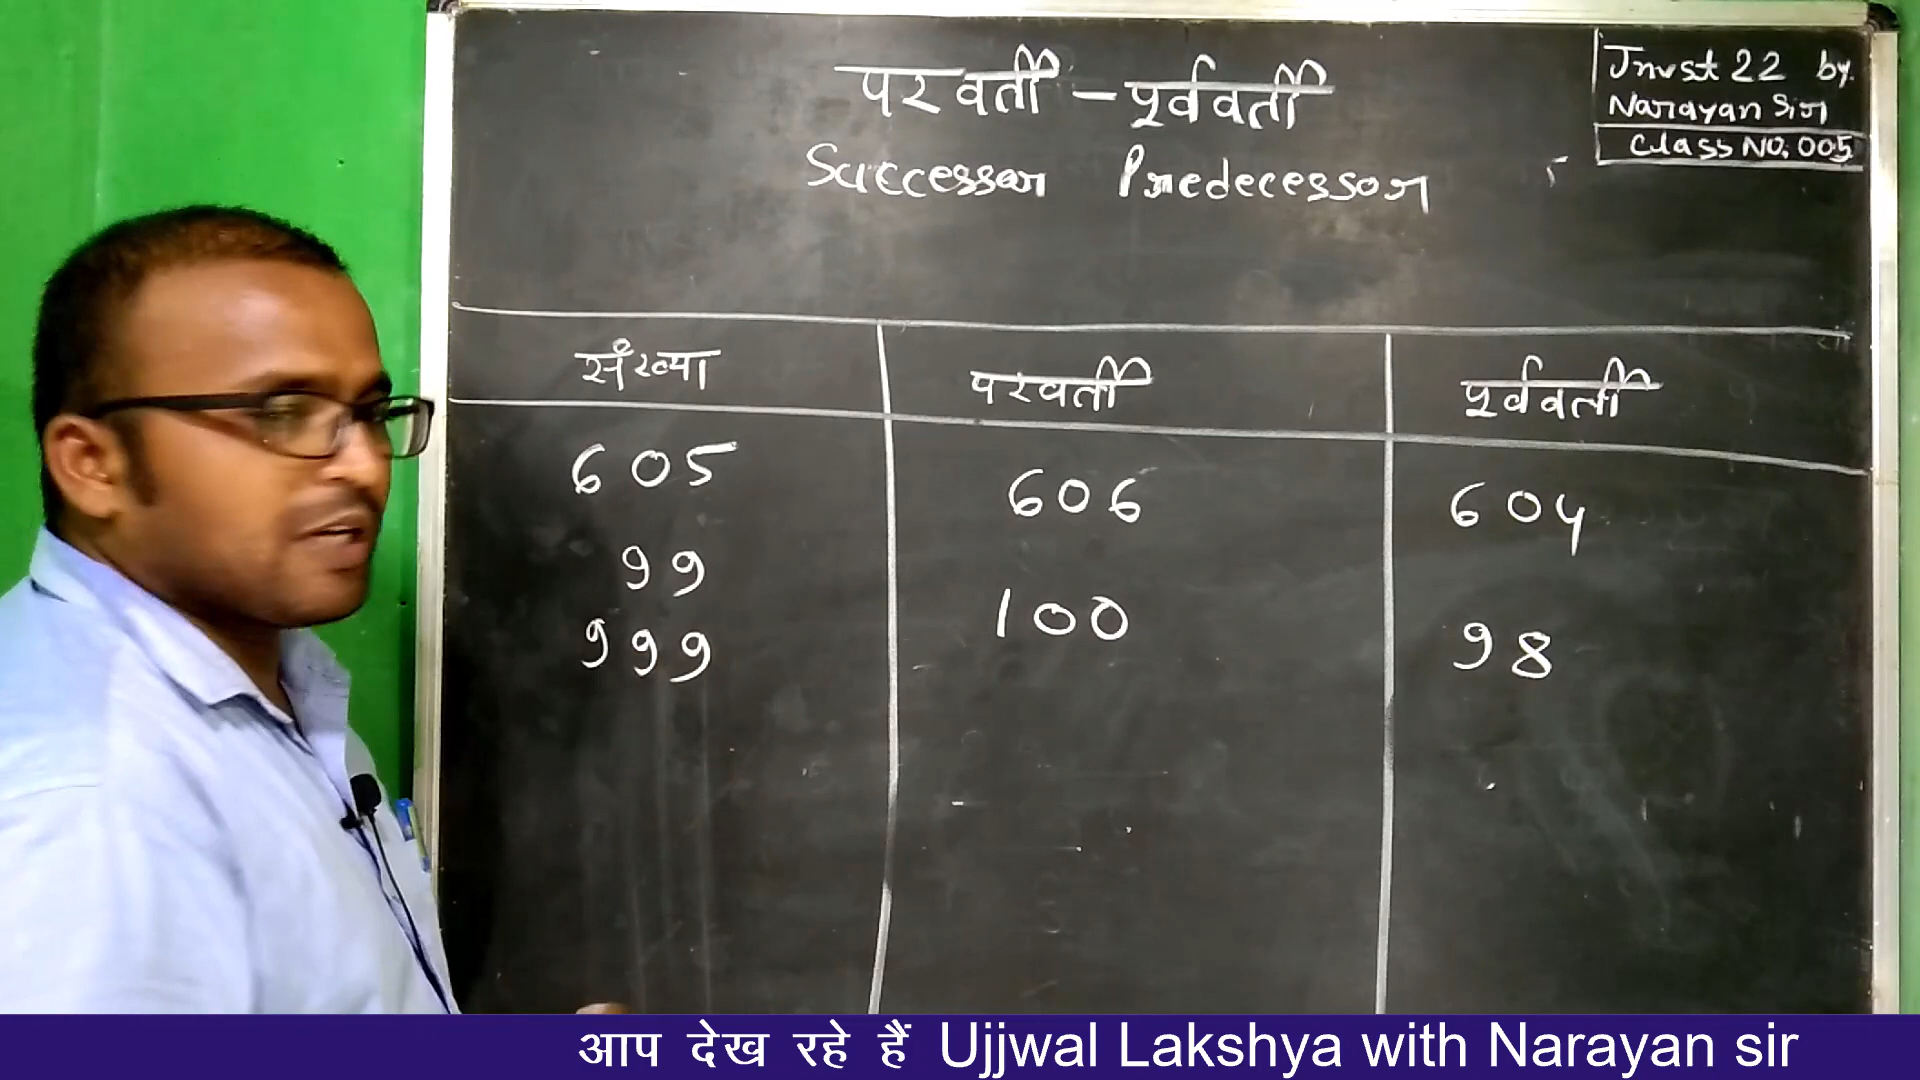 परवर्ती – पूर्ववर्ती
Successor Predecessor
Jnvst 22 by.
Narayan Sir
Class No. 005
संख्या परवर्ती पूर्ववर्ती
605 606 604
99 100 98
999
आप देख रहे हैं Ujjwal Lakshya with Narayan sir